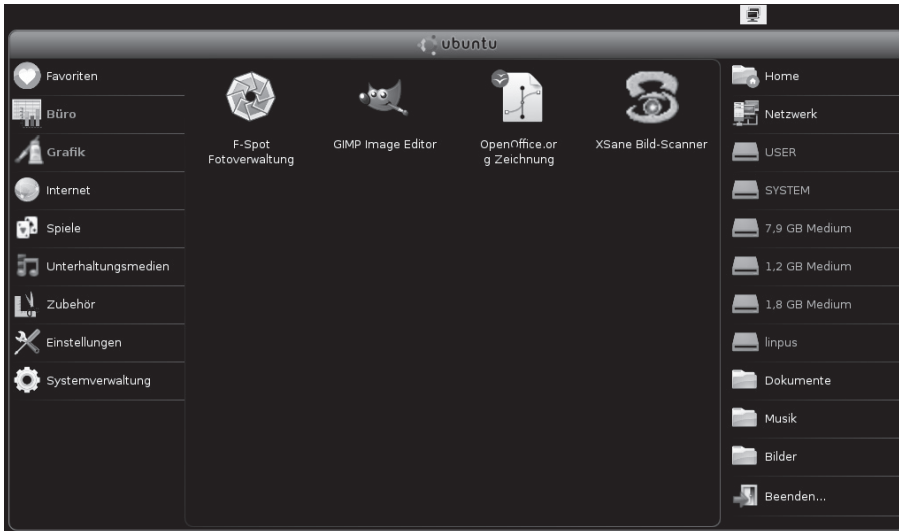 ubuntu
Favoriten
Büro
Grafik
Internet
Spiele
Unterhaltungsmedien
Zubehör
Einstellungen
Systemverwaltung
F-Spot
Fotoverwaltung
GIMP Image Editor
OpenOffice.or
g Zeichnung
XSane Bild-Scanner
Home
Netzwerk
USER
SYSTEM
7,9 GB Medium
1,2 GB Medium
1,8 GB Medium
linpus
Dokumente
Musik
Bilder
Beenden...